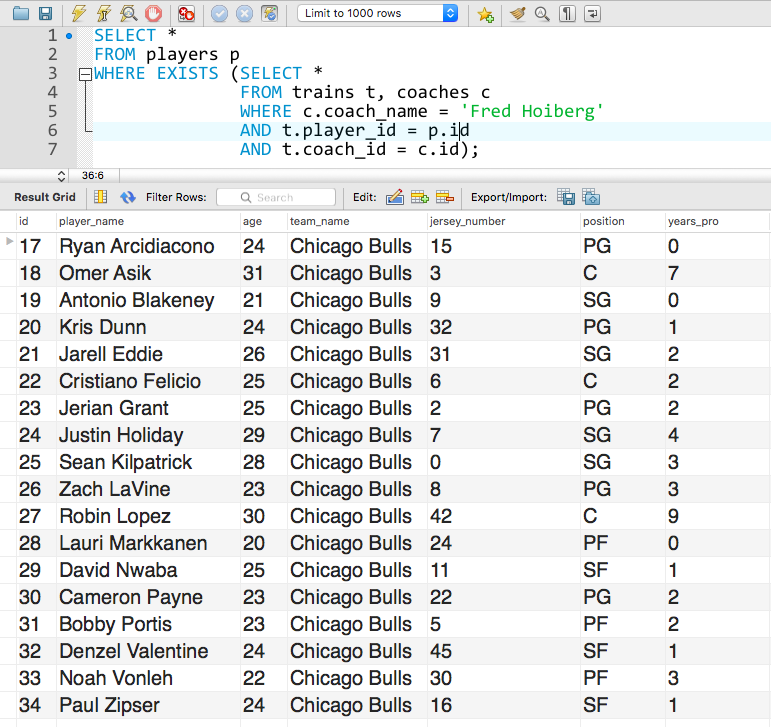 Limit to 1000 rows
1 SELECT *
2 FROM players p
3 WHERE EXISTS (SELECT *
4 FROM trains t, coaches c
5 WHERE c.coach_name = 'Fred Hoiberg'
6 AND t.player_id = p.id
7 AND t.coach_id = c.id);
36:6
Result Grid Filter Rows: Search Edit: Export/Import:
id player_name age team_name jersey_number position years_pro
17 Ryan Arcidiacono 24 Chicago Bulls 15 PG 0
18 Omer Asik 31 Chicago Bulls 3 C 7
19 Antonio Blakeney 21 Chicago Bulls 9 SG 0
20 Kris Dunn 24 Chicago Bulls 32 PG 1
21 Jarell Eddie 26 Chicago Bulls 31 SG 2
22 Cristiano Felicio 25 Chicago Bulls 6 C 2
23 Jerian Grant 25 Chicago Bulls 2 PG 2
24 Justin Holiday 29 Chicago Bulls 7 SG 4
25 Sean Kilpatrick 28 Chicago Bulls 0 SG 3
26 Zach LaVine 23 Chicago Bulls 8 PG 3
27 Robin Lopez 30 Chicago Bulls 42 C 9
28 Lauri Markkanen 20 Chicago Bulls 24 PF 0
29 David Nwaba 25 Chicago Bulls 11 SF 1
30 Cameron Payne 23 Chicago Bulls 22 PG 2
31 Bobby Portis 23 Chicago Bulls 5 PF 2
32 Denzel Valentine 24 Chicago Bulls 45 SF 1
33 Noah Vonleh 22 Chicago Bulls 30 PF 3
34 Paul Zipser 24 Chicago Bulls 16 SF 1